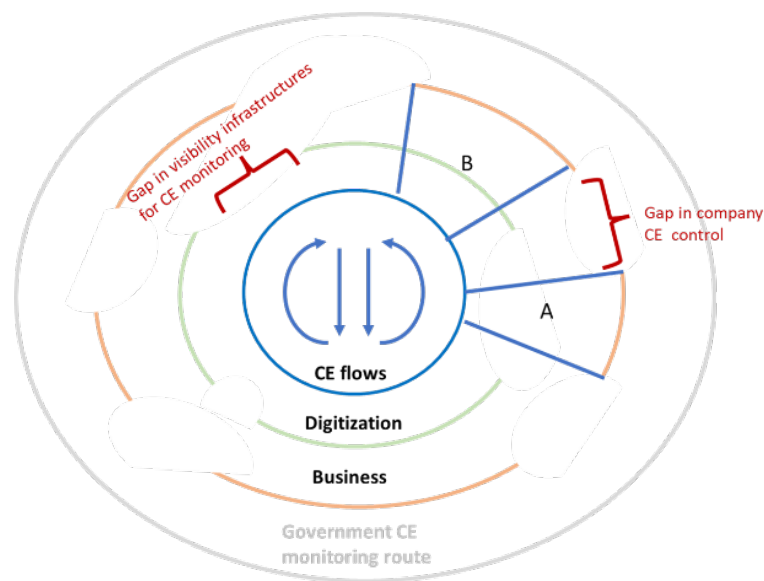 Gap in visibility infrastructures
for CE monitoring
B
Gap in company
CE control
A
CE flows
Digitization
Business
Government CE
monitoring route